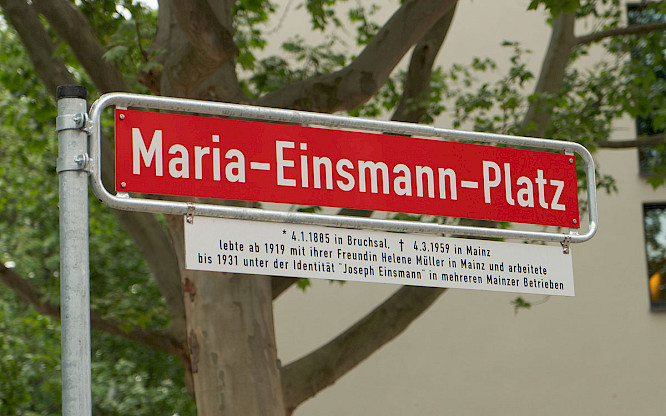 Maria-Einsmann-Platz
* 4.1.1885 in Bruchsal, † 4.3.1959 in Mainz
lebte ab 1919 mit ihrer Freundin Helene Müller in Mainz und arbeitete
bis 1931 unter der Identität "Joseph Einsmann" in mehreren Mainzer Betrieben